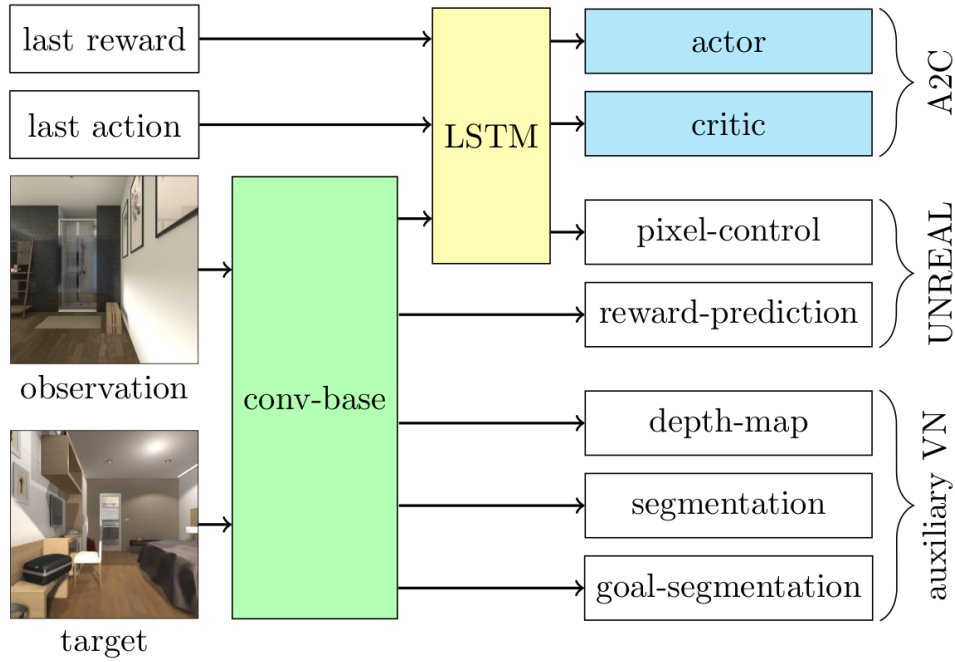 last reward
last action
observation
target
conv-base
LSTM
actor
critic
pixel-control
reward-prediction
depth-map
segmentation
goal-segmentation
A2C
UNREAL
auxiliary VN